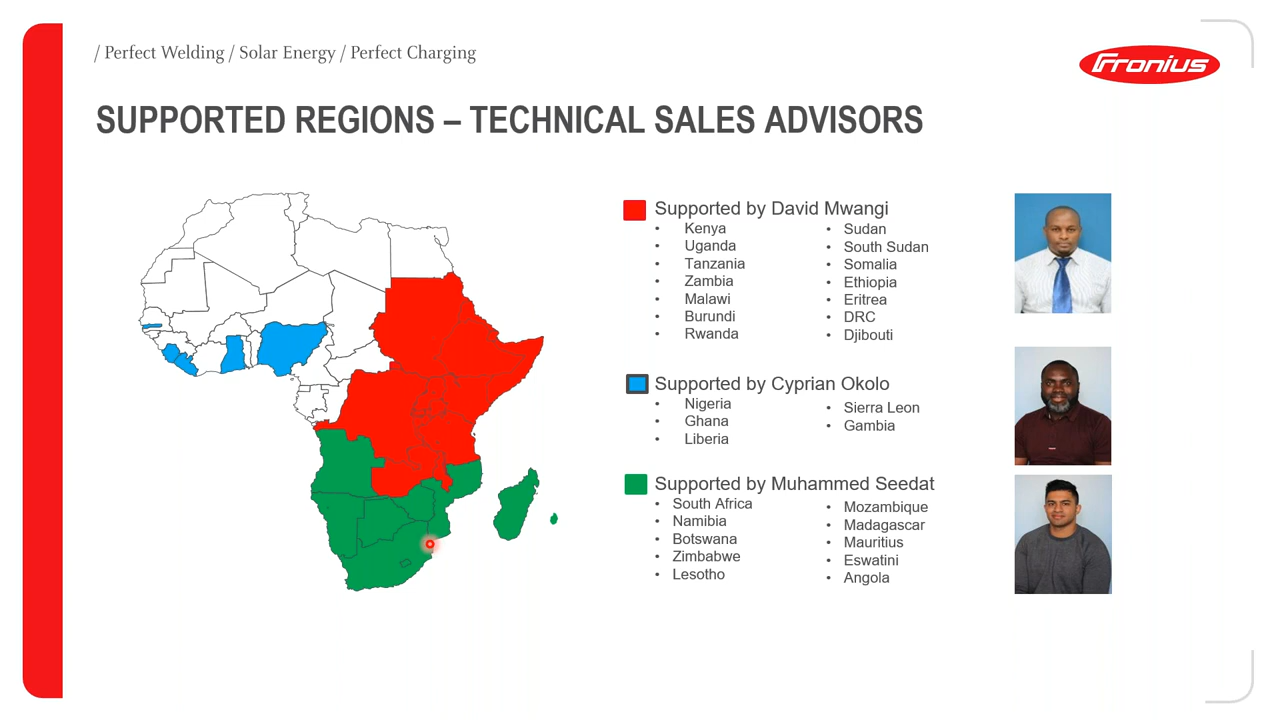 / Perfect Welding / Solar Energy / Perfect Charging
Fronius
SUPPORTED REGIONS – TECHNICAL SALES ADVISORS
Supported by David Mwangi
• Kenya
• Uganda
• Tanzania
• Zambia
• Malawi
• Burundi
• Rwanda
• Sudan
• South Sudan
• Somalia
• Ethiopia
• Eritrea
• DRC
• Djibouti
Supported by Cyprian Okolo
• Nigeria
• Ghana
• Liberia
• Sierra Leon
• Gambia
Supported by Muhammed Seedat
• South Africa
• Namibia
• Botswana
• Zimbabwe
• Lesotho
• Mozambique
• Madagascar
• Mauritius
• Eswatini
• Angola